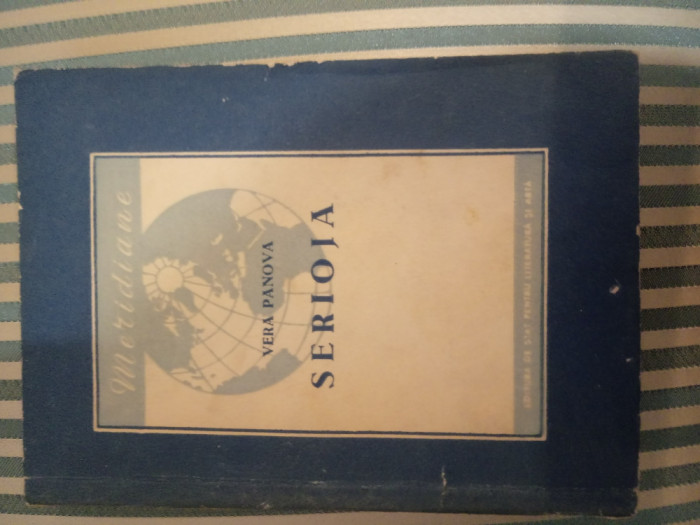 Meridiane
VERA PANOVA
SERIOJA
EDITURA DE STAT PENTRU LITERATURĂ ȘI ARTĂ